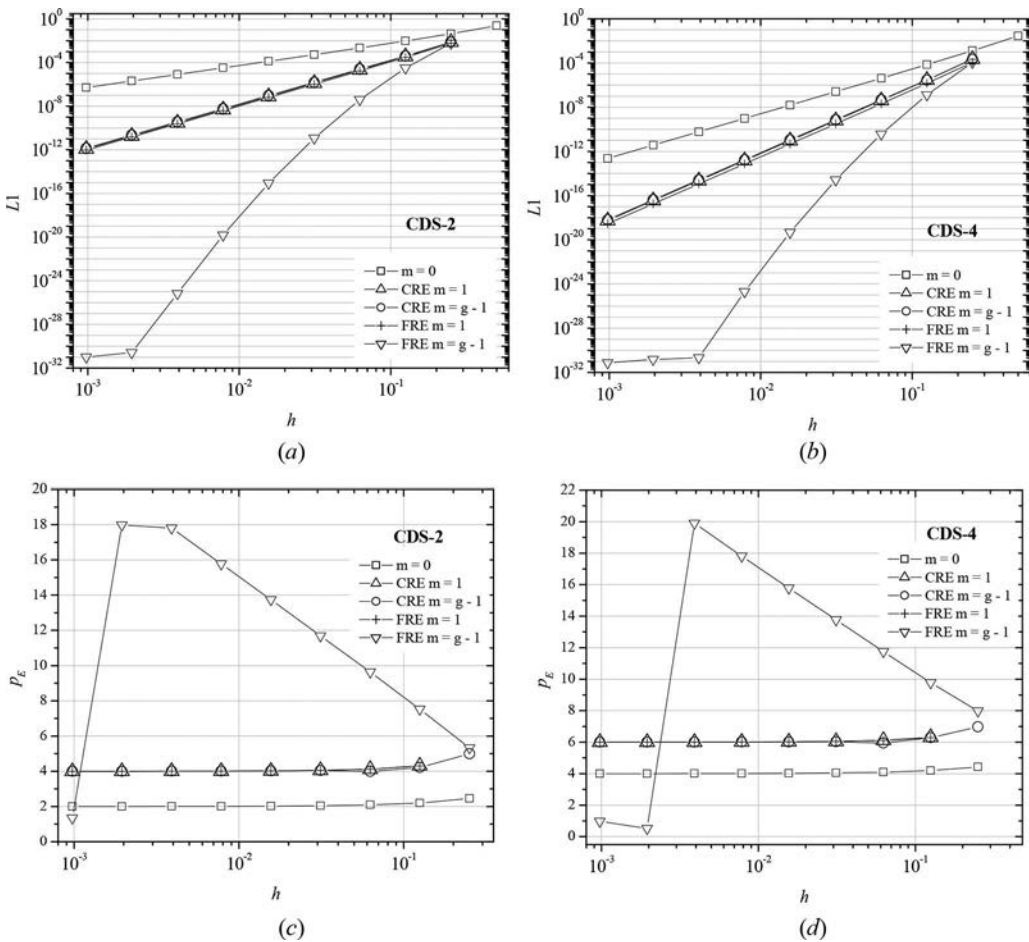 10^0
10^-4
10^-8
10^-12
10^-16
10^-20
10^-24
10^-28
10^-32
L1
CDS-2
m = 0
CRE m = 1
CRE m = g - 1
FRE m = 1
FRE m = g - 1
10^-3
10^-2
10^-1
h
(a)
10^0
10^-4
10^-8
10^-12
10^-16
10^-20
10^-24
10^-28
10^-32
L1
CDS-4
m = 0
CRE m = 1
CRE m = g - 1
FRE m = 1
FRE m = g - 1
10^-3
10^-2
10^-1
h
(b)
20
18
16
14
12
10
8
6
4
2
0
p_E
CDS-2
m = 0
CRE m = 1
CRE m = g - 1
FRE m = 1
FRE m = g - 1
10^-3
10^-2
10^-1
h
(c)
22
20
18
16
14
12
10
8
6
4
2
0
p_E
CDS-4
m = 0
CRE m = 1
CRE m = g - 1
FRE m = 1
FRE m = g - 1
10^-3
10^-2
10^-1
h
(d)